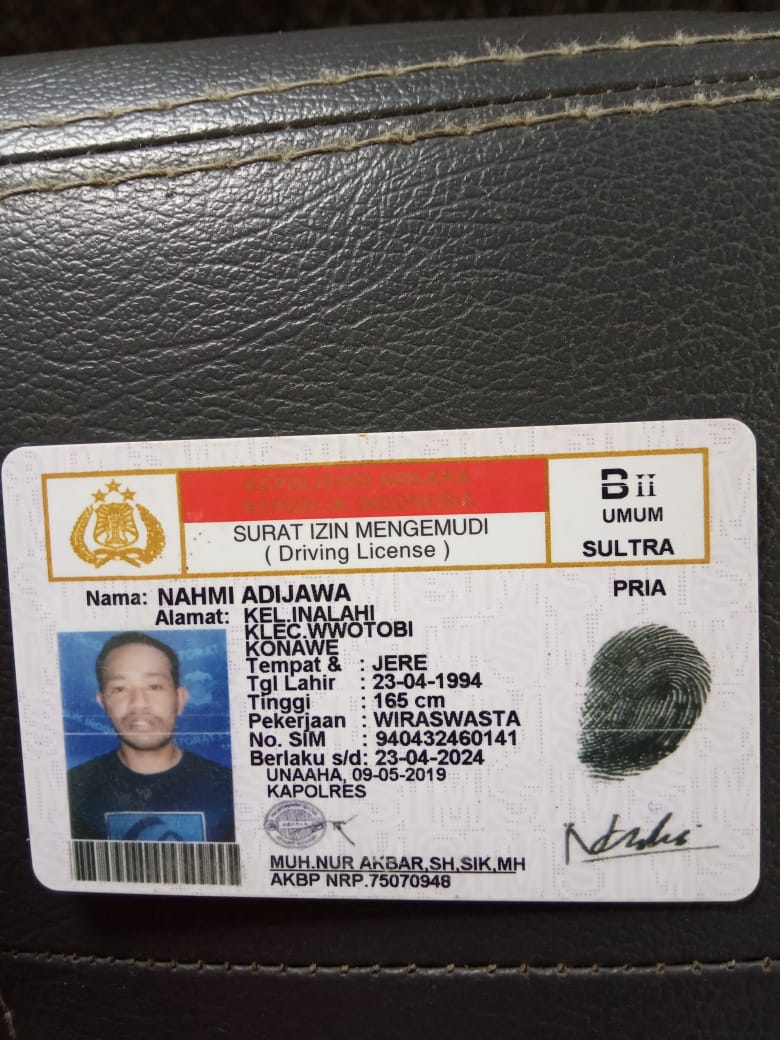 KEPOLISIAN NEGARA
REPUBLIK INDONESIA
SURAT IZIN MENGEMUDI
( Driving License )
B II
UMUM
SULTRA
PRIA
Nama: NAHMI ADIJAWA
Alamat: KEL.INALAHI
KLEC.WWOTOBI
KONAWE
Tempat & : JERE
Tgl Lahir : 23-04-1994
Tinggi : 165 cm
Pekerjaan : WIRASWASTA
No. SIM : 940432460141
Berlaku s/d: 23-04-2024
UNAAHA, 09-05-2019
KAPOLRES
MUH.NUR AKBAR,SH,SIK,MH
AKBP NRP.75070948